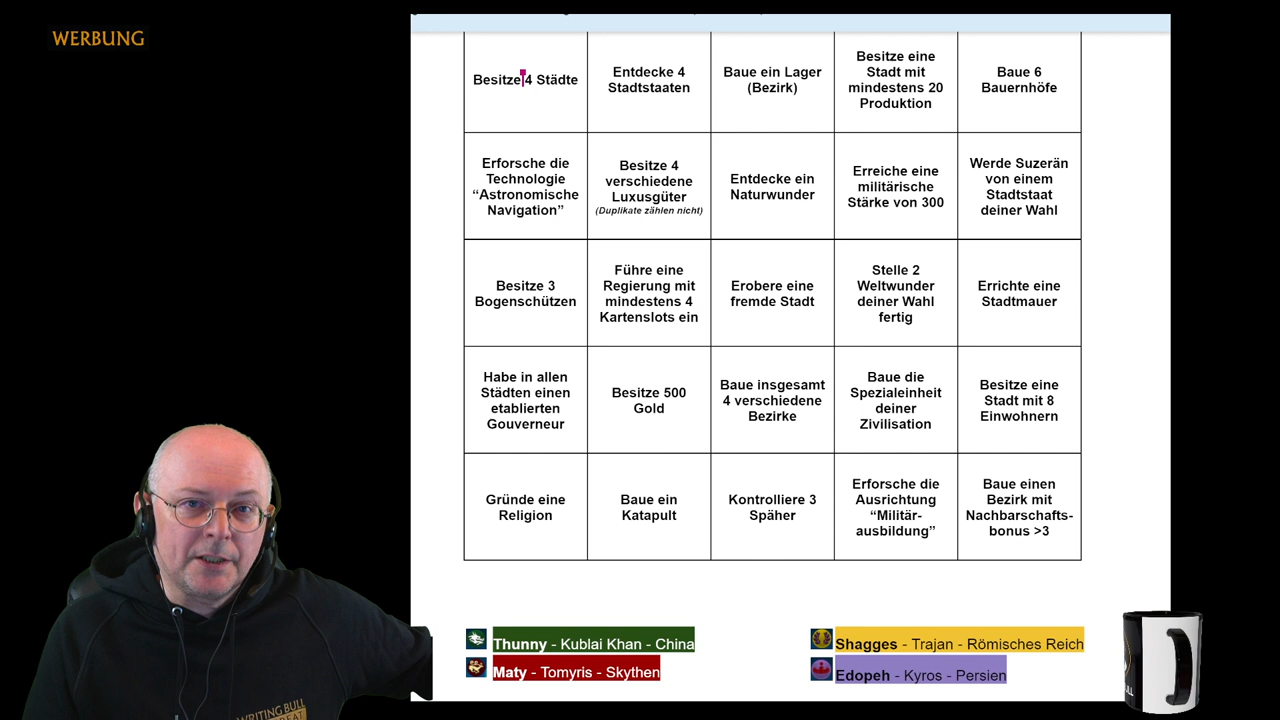 WERBUNG
Besitze 4 Städte
Entdecke 4
Stadtstaaten
Baue ein Lager
(Bezirk)
Besitze eine
Stadt mit
mindestens 20
Produktion
Baue 6
Bauernhöfe
Erforsche die
Technologie
“Astronomische
Navigation”
Besitze 4
verschiedene
Luxusgüter
(Duplikate zählen nicht)
Entdecke ein
Naturwunder
Erreiche eine
militärische
Stärke von 300
Werde Suzerän
von einem
Stadtstaat
deiner Wahl
Besitze 3
Bogenschützen
Führe eine
Regierung mit
mindestens 4
Kartenslots ein
Erobere eine
fremde Stadt
Stelle 2
Weltwunder
deiner Wahl
fertig
Errichte eine
Stadtmauer
Habe in allen
Städten einen
etablierten
Gouverneur
Besitze 500
Gold
Baue insgesamt
4 verschiedene
Bezirke
Baue die
Spezialeinheit
deiner
Zivilisation
Besitze eine
Stadt mit 8
Einwohnern
Gründe eine
Religion
Baue ein
Katapult
Kontrolliere 3
Späher
Erforsche die
Ausrichtung
“Militär-
ausbildung”
Baue einen
Bezirk mit
Nachbarschafts-
bonus >3
Thunny - Kublai Khan - China
Maty - Tomyris - Skythen
Shagges - Trajan - Römisches Reich
Edopeh - Kyros - Persien
WRITING BULL